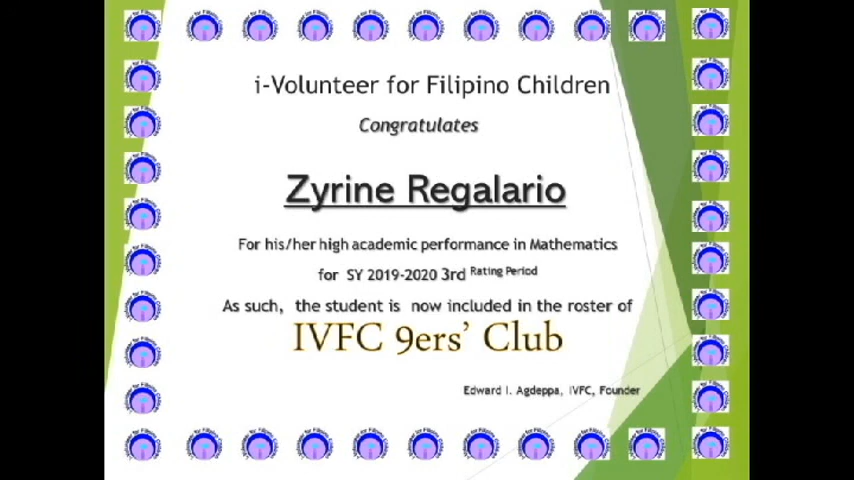 i-Volunteer for Filipino Children
Congratulates
Zyrine Regalario
For his/her high academic performance in Mathematics
for SY 2019-2020 3rd Rating Period
As such, the student is now included in the roster of
IVFC 9ers' Club
Edward I. Agdeppa, IVFC, Founder